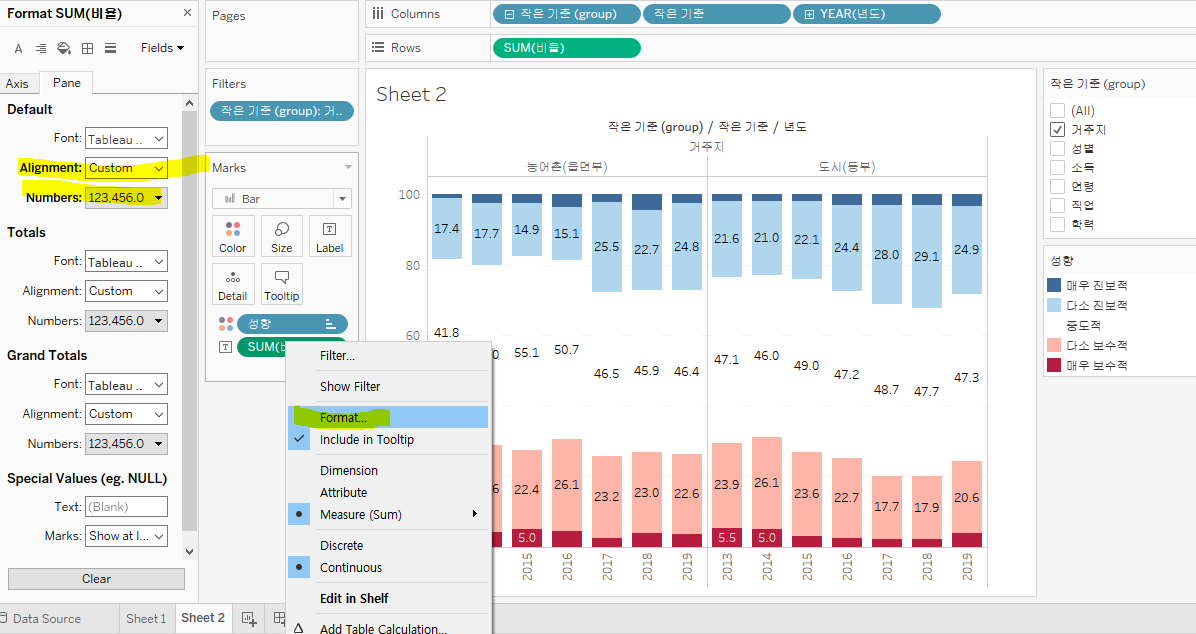 Format SUM(비율)
Fields
Axis
Pane
Default
Font: Tableau ..
Alignment: Custom
Numbers: 123,456.0
Totals
Font: Tableau ..
Alignment: Custom
Numbers: 123,456.0
Grand Totals
Font: Tableau ..
Alignment: Custom
Numbers: 123,456.0
Special Values (eg. NULL)
Text: (Blank)
Marks: Show at I...
Clear
Pages
Filters
작은 기준 (group): 거..
Marks
Bar
Color Size Label
Detail Tooltip
성향
SUM(비
Filter...
Show Filter
Format...
Include in Tooltip
Dimension
Attribute
Measure (Sum)
Discrete
Continuous
Edit in Shelf
Add Table Calculation...
Columns 작은 기준 (group) 작은 기준 YEAR(년도)
Rows SUM(비율)
Sheet 2
작은 기준 (group) / 작은 기준 / 년도
거주지
농어촌(읍면부) 도시(동부)
100
80
60
17.4 17.7 14.9 15.1 25.5 22.7 24.8 21.6 21.0 22.1 24.4 28.0 29.1 24.9
41.8 0 55.1 50.7 46.5 45.9 46.4 47.1 46.0 49.0 47.2 48.7 47.7 47.3
6 22.4 26.1 23.2 23.0 22.6 23.9 26.1 23.6 22.7 17.7 17.9 20.6
5.0 5.5 5.0
2015 2016 2017 2018 2019 2013 2014 2015 2016 2017 2018 2019
작은 기준 (group)
(All)
거주지
성별
소득
연령
직업
학력
성향
매우 진보적
다소 진보적
중도적
다소 보수적
매우 보수적
Data Source Sheet 1 Sheet 2